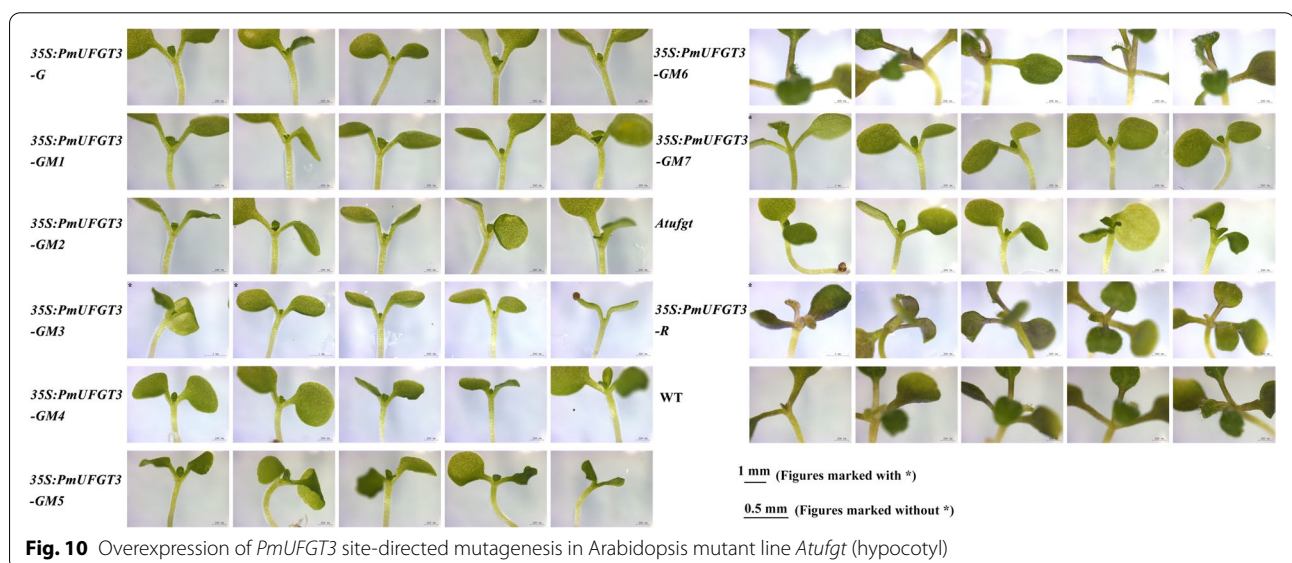 35S:PmUFGT3
-G
35S:PmUFGT3
-GM1
35S:PmUFGT3
-GM2
*
*
35S:PmUFGT3
-GM3
35S:PmUFGT3
-GM4
35S:PmUFGT3
-GM5
35S:PmUFGT3
-GM6
*
35S:PmUFGT3
-GM7
Atufgt
*
35S:PmUFGT3
-R
WT
1 mm (Figures marked with *)
0.5 mm (Figures marked without *)
Fig. 10 Overexpression of PmUFGT3 site-directed mutagenesis in Arabidopsis mutant line Atufgt (hypocotyl)